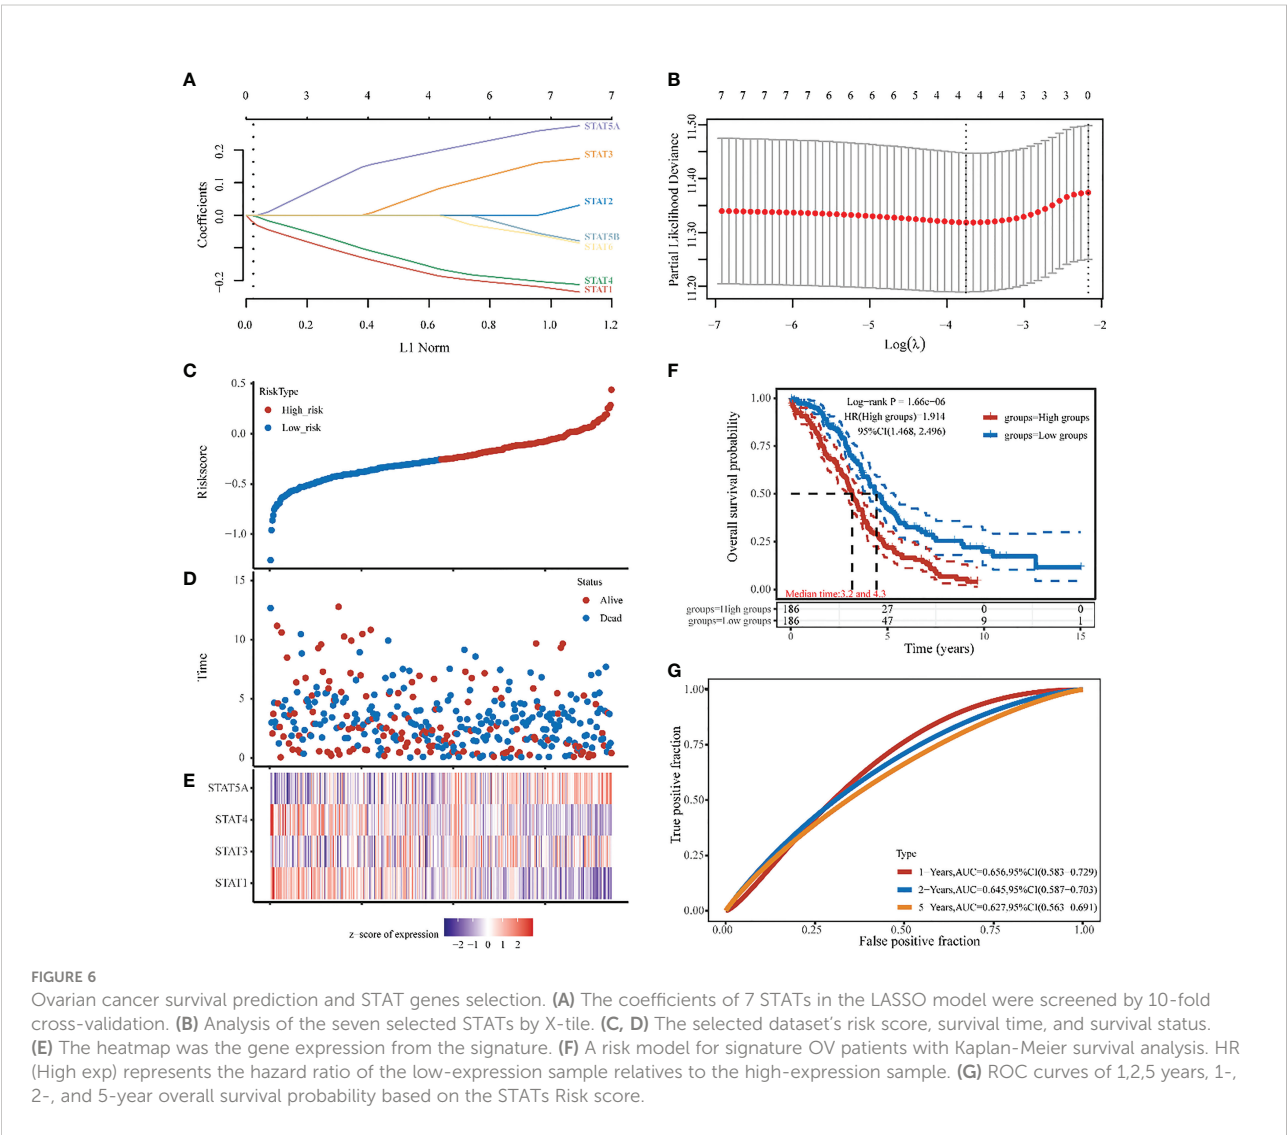 A
0 3 4 4 6 7 7
0.2
0.1
0.0
−0.2
Coefficients
STAT5A
STAT3
STAT2
STAT5B
STAT6
STAT4
STAT1
0.0 0.2 0.4 0.6 0.8 1.0 1.2
L1 Norm
B
7 7 7 7 7 6 6 6 6 5 4 4 4 4 3 3 3 0
11.50
11.40
11.30
11.20
Partial Likelihood Deviance
−7 −6 −5 −4 −3 −2
Log(λ)
C
0.5
0.0
−0.5
−1.0
Riskscore
RiskType
High_risk
Low_risk
D
15
10
5
0
Time
Status
Alive
Dead
E
STAT5A
STAT4
STAT3
STAT1
z−score of expression
−2 −1 0 1 2
F
1.00
0.75
0.50
0.25
0.00
Overall survival probability
Log−rank P = 1.66e−06
HR(High groups)=1.914
95%CI(1.468, 2.496)
groups=High groups
groups=Low groups
Median time:3.2 and 4.3
groups=High groups 186 27 0 0
groups=Low groups 186 47 9 1
0 5 10 15
Time (years)
G
1.00
0.75
0.50
0.25
0.00
True positive fraction
Type
1−Years,AUC=0.656,95%CI(0.583−0.729)
2−Years,AUC=0.645,95%CI(0.587−0.703)
5−Years,AUC=0.627,95%CI(0.563−0.691)
0.00 0.25 0.50 0.75 1.00
False positive fraction
FIGURE 6
Ovarian cancer survival prediction and STAT genes selection. (A) The coefficients of 7 STATs in the LASSO model were screened by 10-fold
cross-validation. (B) Analysis of the seven selected STATs by X-tile. (C, D) The selected dataset's risk score, survival time, and survival status.
(E) The heatmap was the gene expression from the signature. (F) A risk model for signature OV patients with Kaplan-Meier survival analysis. HR
(High exp) represents the hazard ratio of the low-expression sample relatives to the high-expression sample. (G) ROC curves of 1,2,5 years, 1-,
2-, and 5-year overall survival probability based on the STATs Risk score.